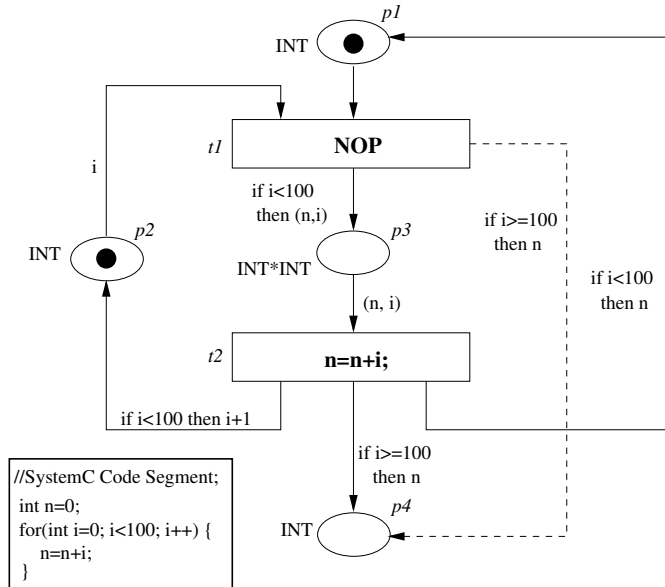 p1
INT
t1
NOP
i
if i<100
then (n,i)
if i>=100
then n
p2
INT
p3
INT*INT
if i<100
then n
(n, i)
t2
n=n+i;
if i<100 then i+1
if i>=100
then n
p4
INT
//SystemC Code Segment;
int n=0;
for(int i=0; i<100; i++) {
n=n+i;
}